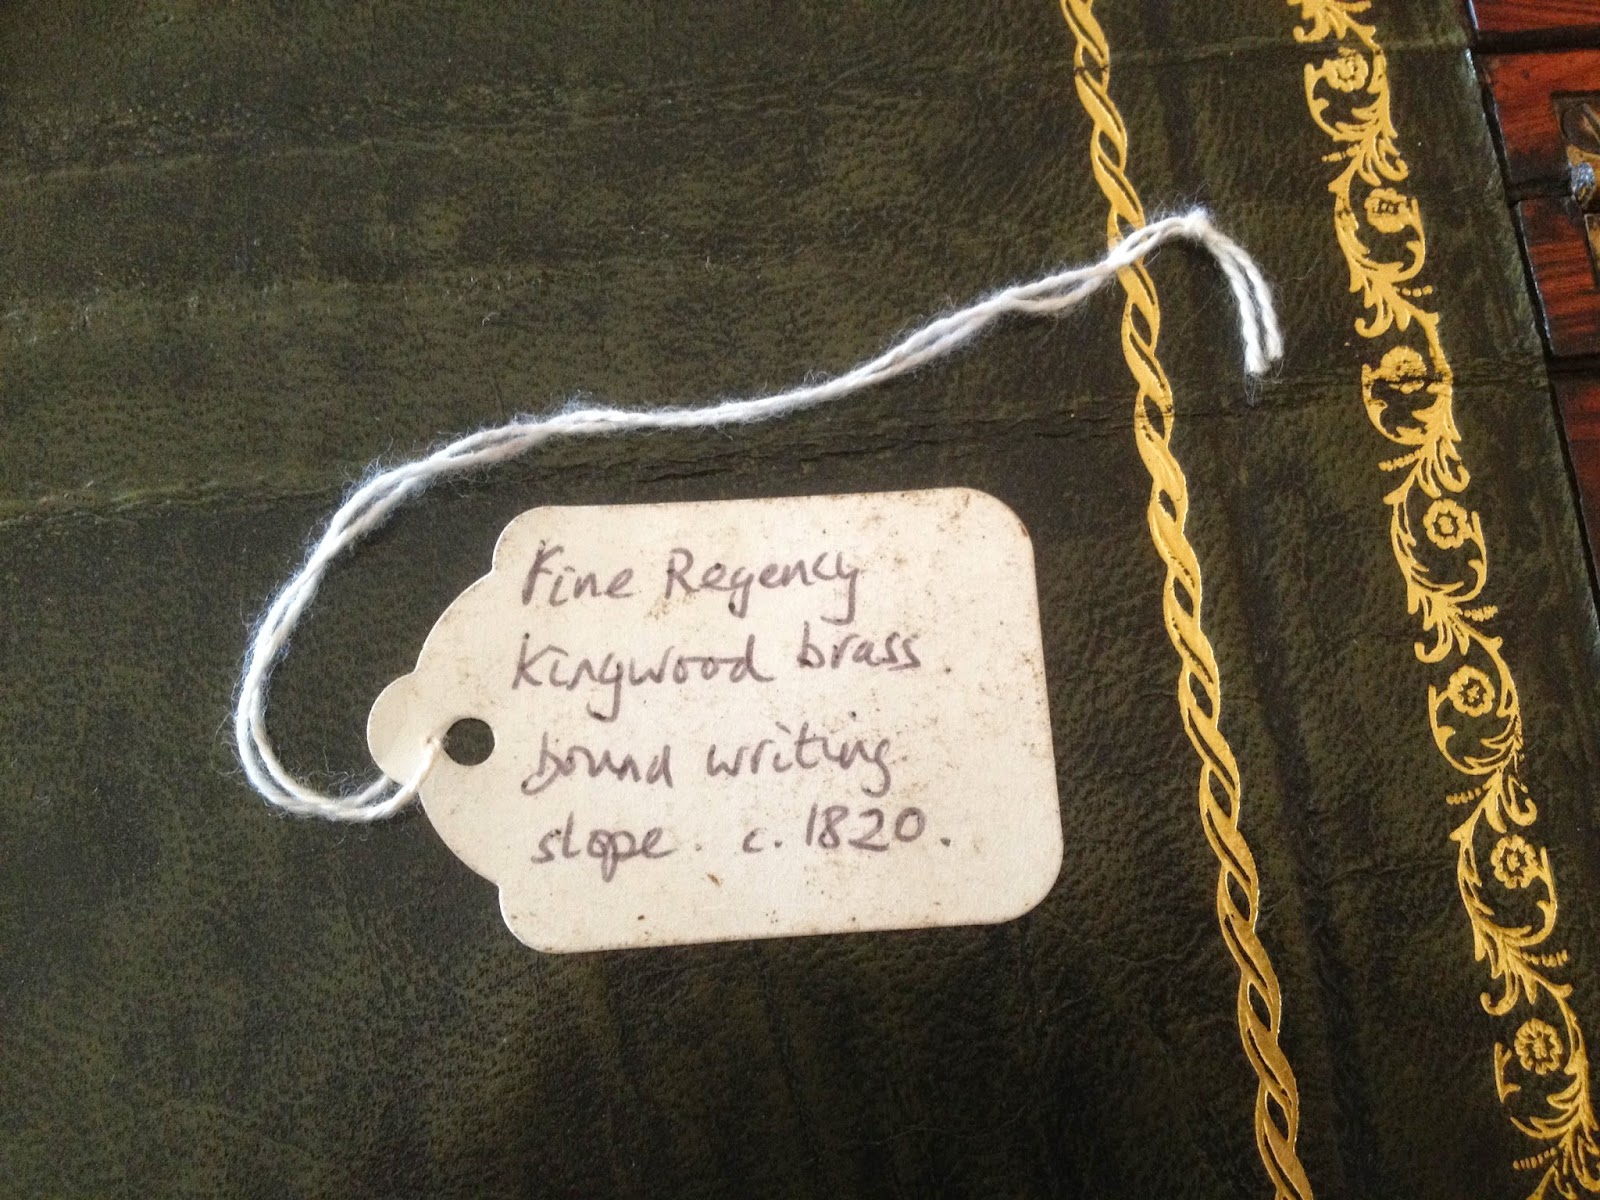 Fine Regency
Kingwood brass
bound writing
slope. c. 1820.